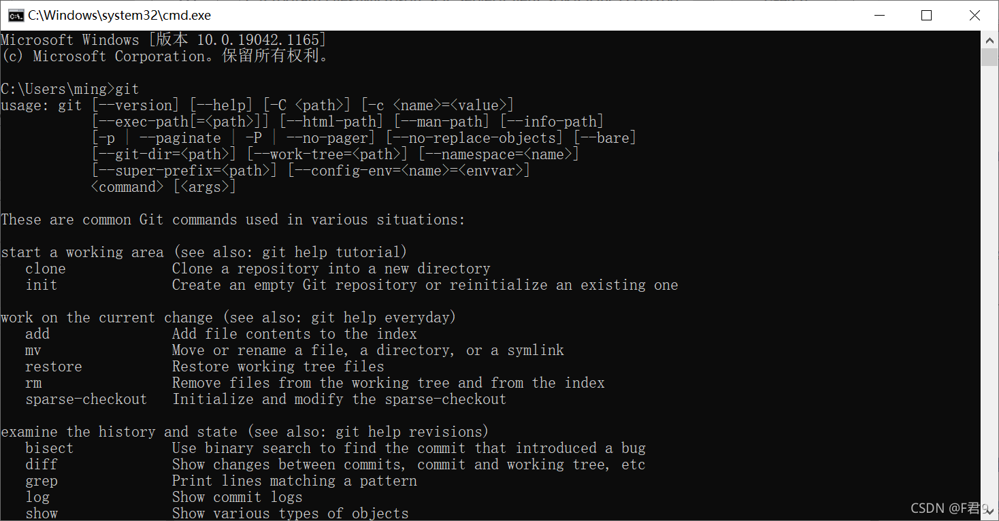 C:\Windows\system32\cmd.exe
Microsoft Windows [版本 10.0.19042.1165]
(c) Microsoft Corporation。保留所有权利。
C:\Users\ming>git
usage: git [--version] [--help] [-C <path>] [-c <name>=<value>]
           [--exec-path[=<path>]] [--html-path] [--man-path] [--info-path]
           [-p | --paginate | -P | --no-pager] [--no-replace-objects] [--bare]
           [--git-dir=<path>] [--work-tree=<path>] [--namespace=<name>]
           [--super-prefix=<path>] [--config-env=<name>=<envvar>]
           <command> [<args>]
These are common Git commands used in various situations:
start a working area (see also: git help tutorial)
   clone             Clone a repository into a new directory
   init              Create an empty Git repository or reinitialize an existing one
work on the current change (see also: git help everyday)
   add               Add file contents to the index
   mv                Move or rename a file, a directory, or a symlink
   restore           Restore working tree files
   rm                Remove files from the working tree and from the index
   sparse-checkout   Initialize and modify the sparse-checkout
examine the history and state (see also: git help revisions)
   bisect            Use binary search to find the commit that introduced a bug
   diff              Show changes between commits, commit and working tree, etc
   grep              Print lines matching a pattern
   log               Show commit logs
   show              Show various types of objects
CSDN @F君9